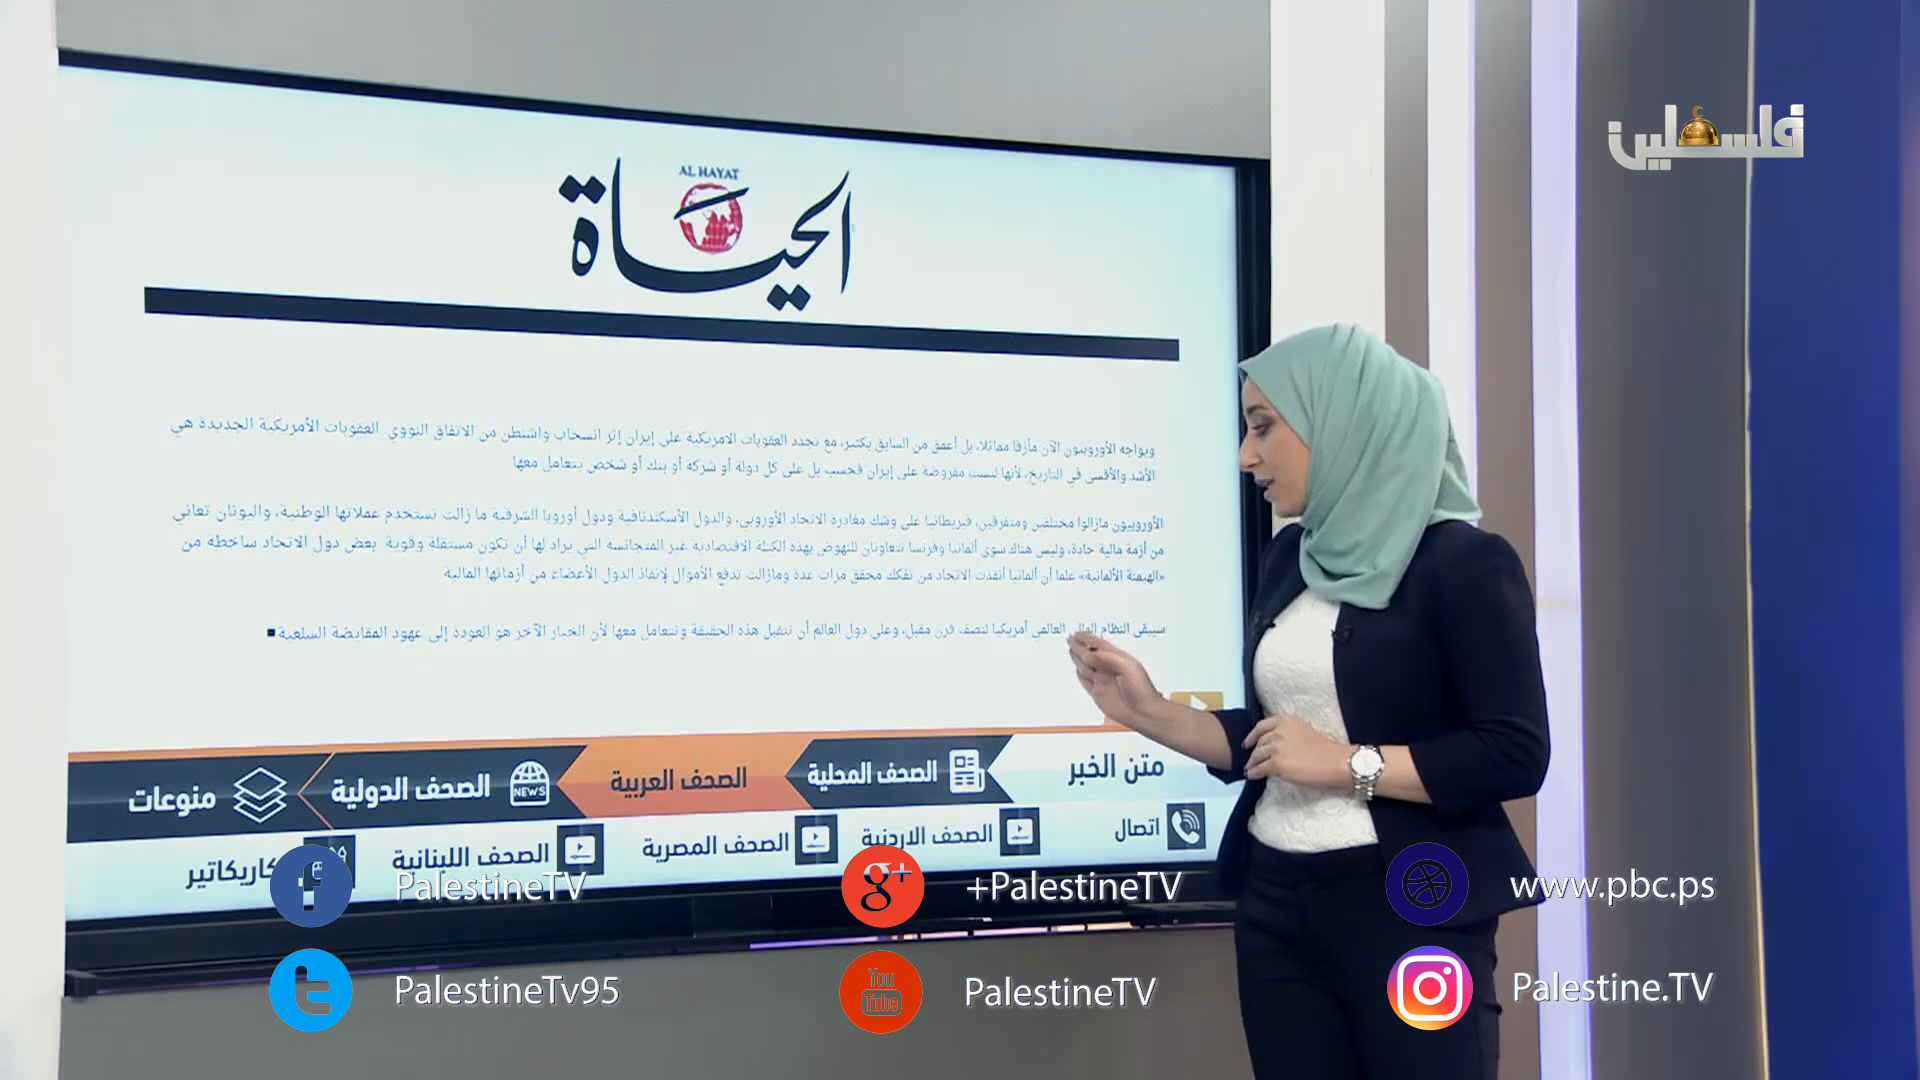 فلسطين
AL HAYAT
الحياة
ويواجه الأوروبيون الآن مأزقا مماثلا، بل أعمق من السابق بكثير، مع تجدد العقوبات الامريكية على إيران إثر انسحاب واشنطن من الاتفاق النووي. العقوبات الأمريكية الجديدة هي
الأشد والأقسى في التاريخ، لأنها ليست مفروضة على إيران فحسب بل على كل دولة أو شركة أو بنك أو شخص يتعامل معها
الأوروبيون مازالوا مختلفين ومتفرقين، فبريطانيا على وشك مغادرة الاتحاد الأوروبي، والدول الأسكندنافية ودول أوروبا الشرقية ما زالت تستخدم عملاتها الوطنية، واليونان تعاني
من أزمة مالية حادة، وليس هناك سوى ألمانيا وفرنسا تتعاونان للنهوض بهذه الكتلة الاقتصادية غير المتجانسة التي يراد لها أن تكون مستقلة وقوية. بعض دول الاتحاد ساخطة من
«الهيمنة الألمانية» علما أن ألمانيا أنقذت الاتحاد من تفكك محقق مرات عدة ومازالت تدفع الأموال لإنقاذ الدول الأعضاء من أزماتها المالية
سيبقى النظام المالي العالمي أمريكيا لنصف قرن مقبل، وعلى دول العالم أن تتقبل هذه الحقيقة وتتعامل معها لأن الخيار الآخر هو العودة إلى عهود المقايضة السلعية■
متن الخبر
الصحف المحلية
الصحف العربية
NEWS
الصحف الدولية
منوعات
اتصال
الصحف الاردنية
الصحف المصرية
الصحف اللبنانية
كاريكاتير
PalestineTV
+PalestineTV
www.pbc.ps
PalestineTv95
You Tube
PalestineTV
Palestine.TV